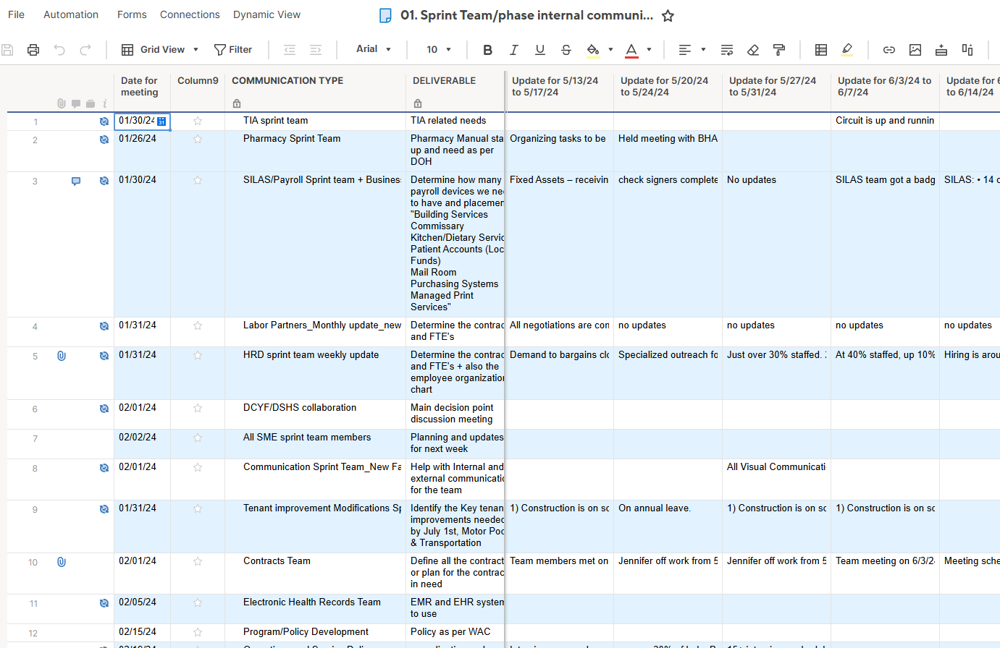 File Automation Forms Connections Dynamic View
01. Sprint Team/phase internal communi...
Grid View Filter Arial 10 B I U S A
Date for meeting Column9 COMMUNICATION TYPE DELIVERABLE Update for 5/13/24 to 5/17/24 Update for 5/20/24 to 5/24/24 Update for 5/27/24 to 5/31/24 Update for 6/3/24 to 6/7/24 Update for 6 to 6/14/24
1 01/30/24 TIA sprint team TIA related needs Circuit is up and runnin
2 01/26/24 Pharmacy Sprint Team Pharmacy Manual sta Organizing tasks to be Held meeting with BHA
up and need as per
DOH
3 01/30/24 SILAS/Payroll Sprint team + Busines Determine how many Fixed Assets – receivin check signers complete No updates SILAS team got a badg SILAS: • 14 c
payroll devices we nee
to have and placemen
"Building Services
Commissary
Kitchen/Dietary Servic
Patient Accounts (Loc
Funds)
Mail Room
Purchasing Systems
Managed Print
Services"
4 01/31/24 Labor Partners_Monthly update_new Determine the contrac All negotiations are con no updates no updates no updates no updates
and FTE's
5 01/31/24 HRD sprint team weekly update Determine the contrac Demand to bargains clo Specialized outreach fo Just over 30% staffed. At 40% staffed, up 10% Hiring is arou
and FTE's + also the
employee organization
chart
6 02/01/24 DCYF/DSHS collaboration Main decision point
discussion meeting
7 02/02/24 All SME sprint team members Planning and updates
for next week
8 02/01/24 Communication Sprint Team_New Fa Help with Internal and All Visual Communicati
external communicatio
for the team
9 01/31/24 Tenant improvement Modifications Sp Identify the Key tenan 1) Construction is on sc On annual leave. 1) Construction is on sc 1) Construction is on sc
improvements needed
by July 1st, Motor Poo
& Transportation
10 02/01/24 Contracts Team Define all the contract Team members met on Jennifer off work from 5 Jennifer off work from 5 Team meeting on 6/3/2 Meeting sche
or plan for the contrac
in need
11 02/05/24 Electronic Health Records Team EMR and EHR system
to use
12 02/15/24 Program/Policy Development Policy as per WAC